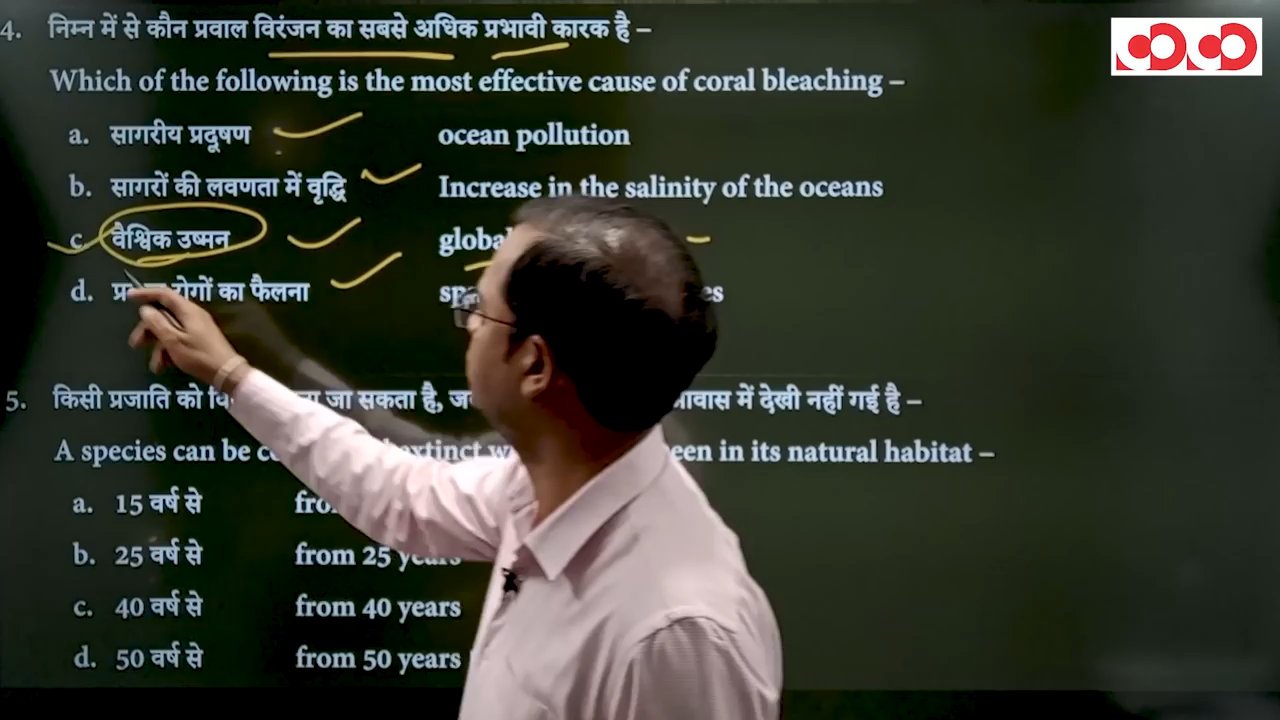 4. निम्न में से कौन प्रवाल विरंजन का सबसे अधिक प्रभावी कारक है –
Which of the following is the most effective cause of coral bleaching –
a. सागरीय प्रदूषण ocean pollution
b. सागरों की लवणता में वृद्धि Increase in the salinity of the oceans
c. वैश्विक उष्मन
d. रोगों का फैलना
5. किसी प्रजाति को जा सकता है, देखी नहीं गई है –
A species can be in its natural habitat –
a. 15 वर्ष से
b. 25 वर्ष से from 25 years
c. 40 वर्ष से from 40 years
d. 50 वर्ष से from 50 years